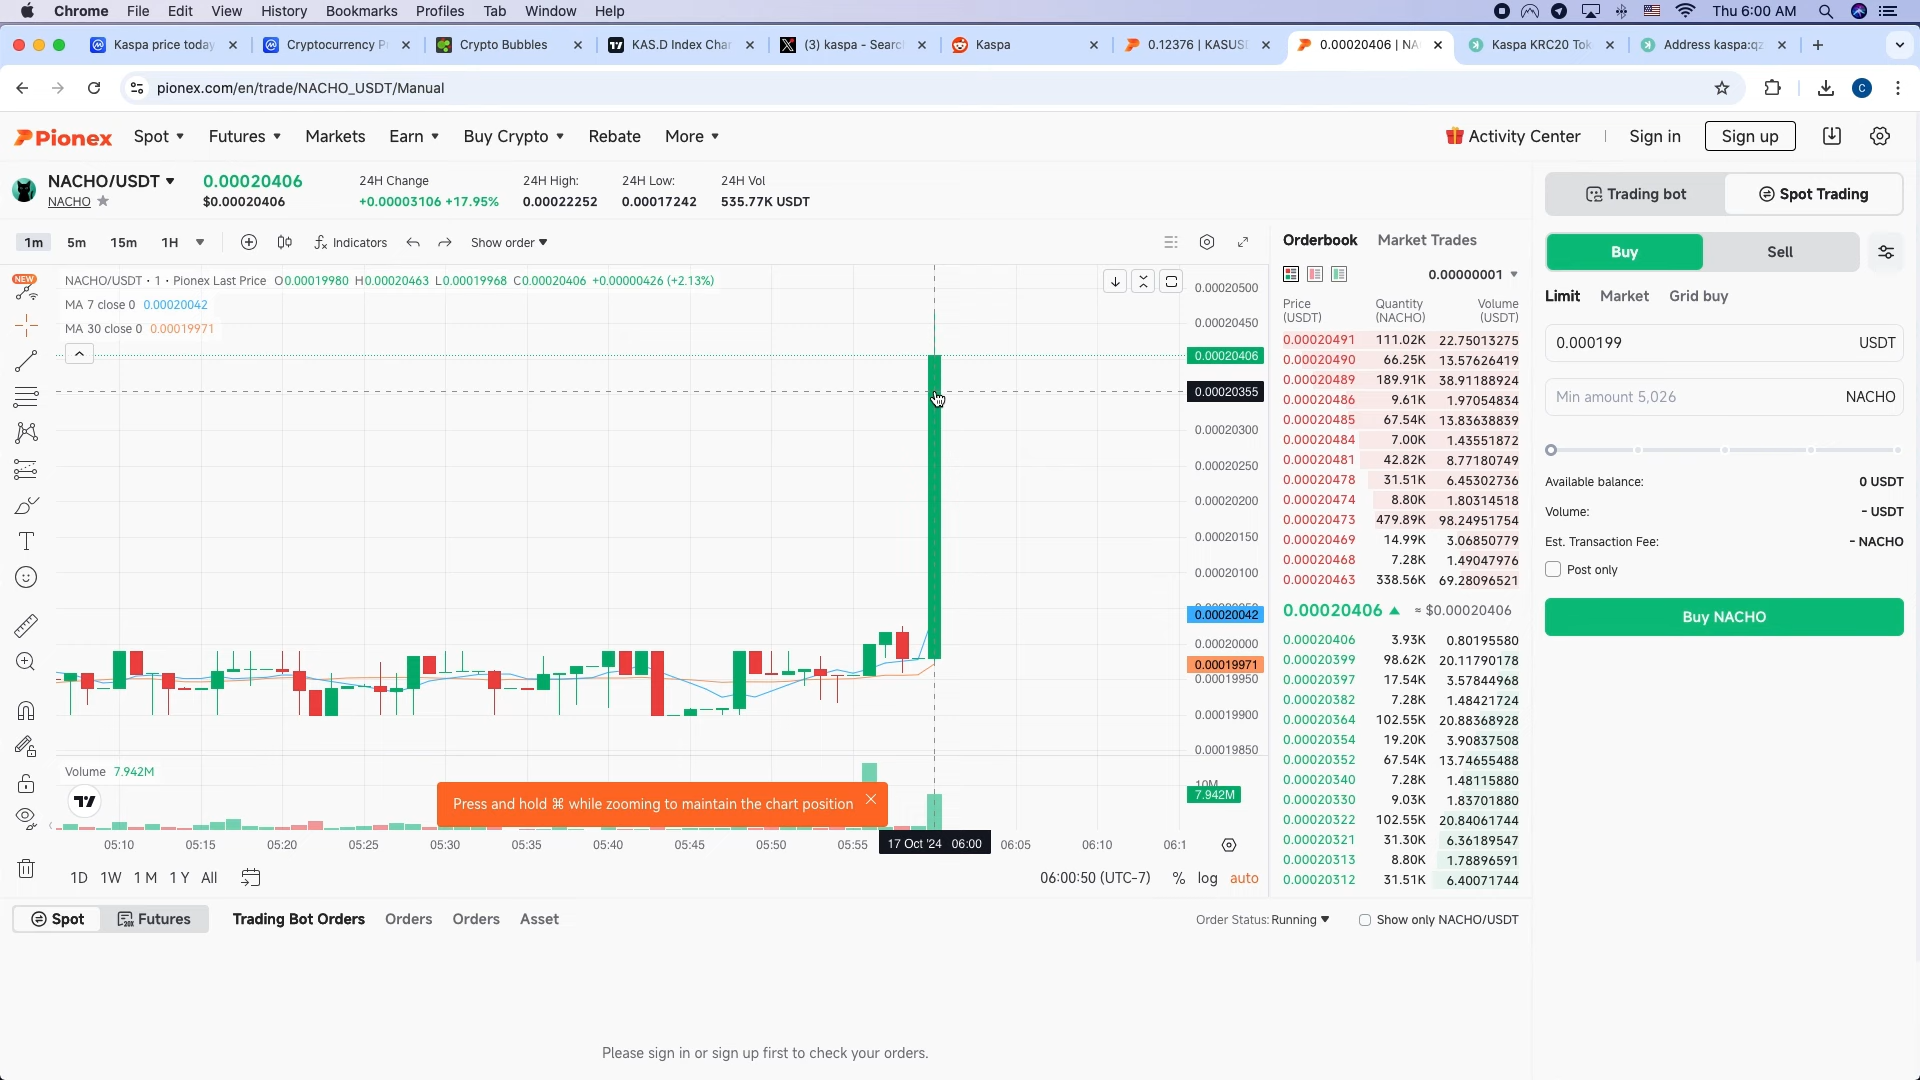 Chrome File Edit View History Bookmarks Profiles Tab Window Help Thu 6:00 AM
Kaspa price today Cryptocurrency P Crypto Bubbles KAS.D Index Char (3) kaspa - Searc Kaspa 0.12376 | KASUS 0.00020406 | NA Kaspa KRC20 Tok Address kaspa:qz
pionex.com/en/trade/NACHO_USDT/Manual C
Pionex Spot Futures Markets Earn Buy Crypto Rebate More Activity Center Sign in Sign up
NACHO/USDT 0.00020406 24H Change 24H High: 24H Low: 24H Vol
NACHO $0.00020406 +0.00003106 +17.95% 0.00022252 0.00017242 535.77K USDT
Trading bot Spot Trading
1m 5m 15m 1H Indicators Show order
Orderbook Market Trades
Buy Sell
NEW
NACHO/USDT · 1 · Pionex Last Price O0.00019980 H0.00020463 L0.00019968 C0.00020406 +0.00000426 (+2.13%)
MA 7 close 0 0.00020042
MA 30 close 0 0.00019971
0.00020500
0.00020450
0.00020406
0.00020355
0.00020300
0.00020250
0.00020200
0.00020150
0.00020100
0.00020042
0.00020000
0.00019971
0.00019950
0.00019900
0.00019850
Volume 7.942M
10M
7.942M
Press and hold ⌘ while zooming to maintain the chart position
05:10 05:15 05:20 05:25 05:30 05:35 05:40 05:45 05:50 05:55 17 Oct '24 06:00 06:05 06:10 06:1
1D 1W 1M 1Y All 06:00:50 (UTC-7) % log auto
0.00000001
Price Quantity Volume
(USDT) (NACHO) (USDT)
0.00020491 111.02K 22.75013275
0.00020490 66.25K 13.57626419
0.00020489 189.91K 38.91188924
0.00020486 9.61K 1.97054834
0.00020485 67.54K 13.83638839
0.00020484 7.00K 1.43551872
0.00020481 42.82K 8.77180749
0.00020478 31.51K 6.45302736
0.00020474 8.80K 1.80314518
0.00020473 479.89K 98.24951754
0.00020469 14.99K 3.06850779
0.00020468 7.28K 1.49047976
0.00020463 338.56K 69.28096521
0.00020406 ≈ $0.00020406
0.00020406 3.93K 0.80195580
0.00020399 98.62K 20.11790178
0.00020397 17.54K 3.57844968
0.00020382 7.28K 1.48421724
0.00020364 102.55K 20.88368928
0.00020354 19.20K 3.90837508
0.00020352 67.54K 13.74655488
0.00020340 7.28K 1.48115880
0.00020330 9.03K 1.83701880
0.00020322 102.55K 20.84061744
0.00020321 31.30K 6.36189547
0.00020313 8.80K 1.78896591
0.00020312 31.51K 6.40071744
Limit Market Grid buy
0.000199 USDT
Min amount 5,026 NACHO
Available balance: 0 USDT
Volume: - USDT
Est. Transaction Fee: - NACHO
Post only
Buy NACHO
Spot Futures Trading Bot Orders Orders Orders Asset Order Status: Running Show only NACHO/USDT
Please sign in or sign up first to check your orders.